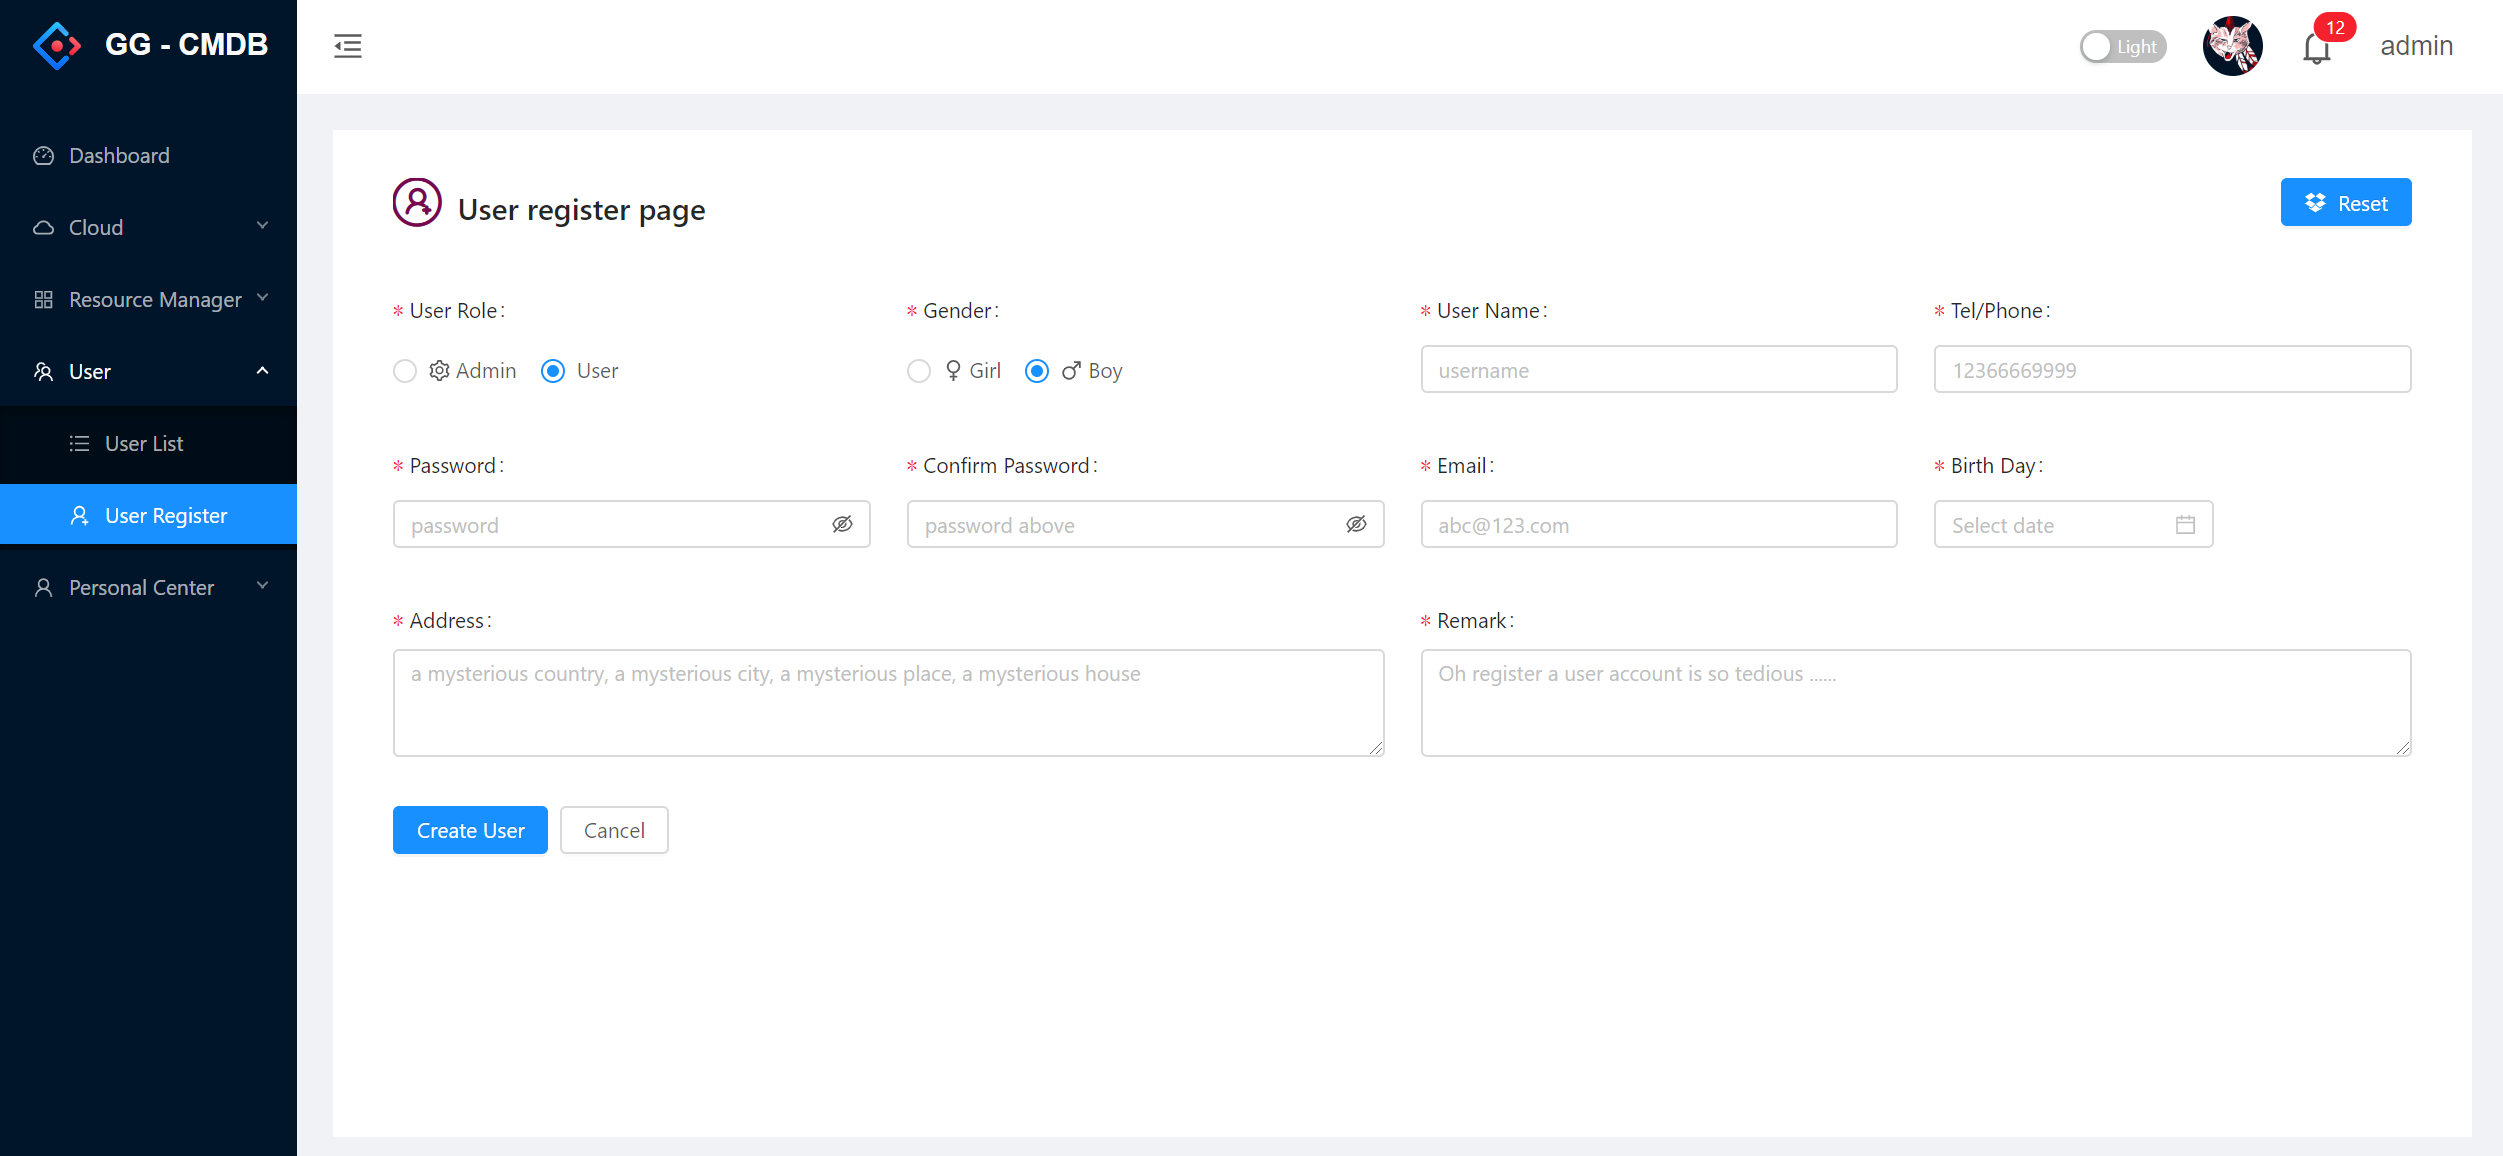 GG - CMDB
Light
12
admin
Dashboard
Cloud
Resource Manager
User
User List
User Register
Personal Center
User register page
Reset
* User Role:
Admin
User
* Gender:
Girl
Boy
* User Name:
username
* Tel/Phone:
12366669999
* Password:
password
* Confirm Password:
password above
* Email:
abc@123.com
* Birth Day:
Select date
* Address:
a mysterious country, a mysterious city, a mysterious place, a mysterious house
* Remark:
Oh register a user account is so tedious ......
Create User
Cancel